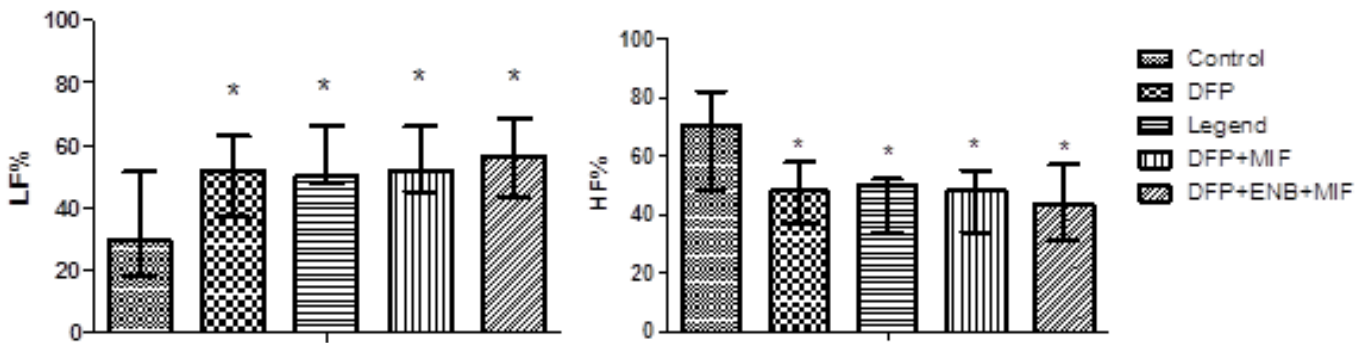 100
80
60
40
20
0
LF%
* * * *
100
80
60
40
20
0
HF%
* * * *
Control
DFP
Legend
DFP+MIF
DFP+ENB+MIF